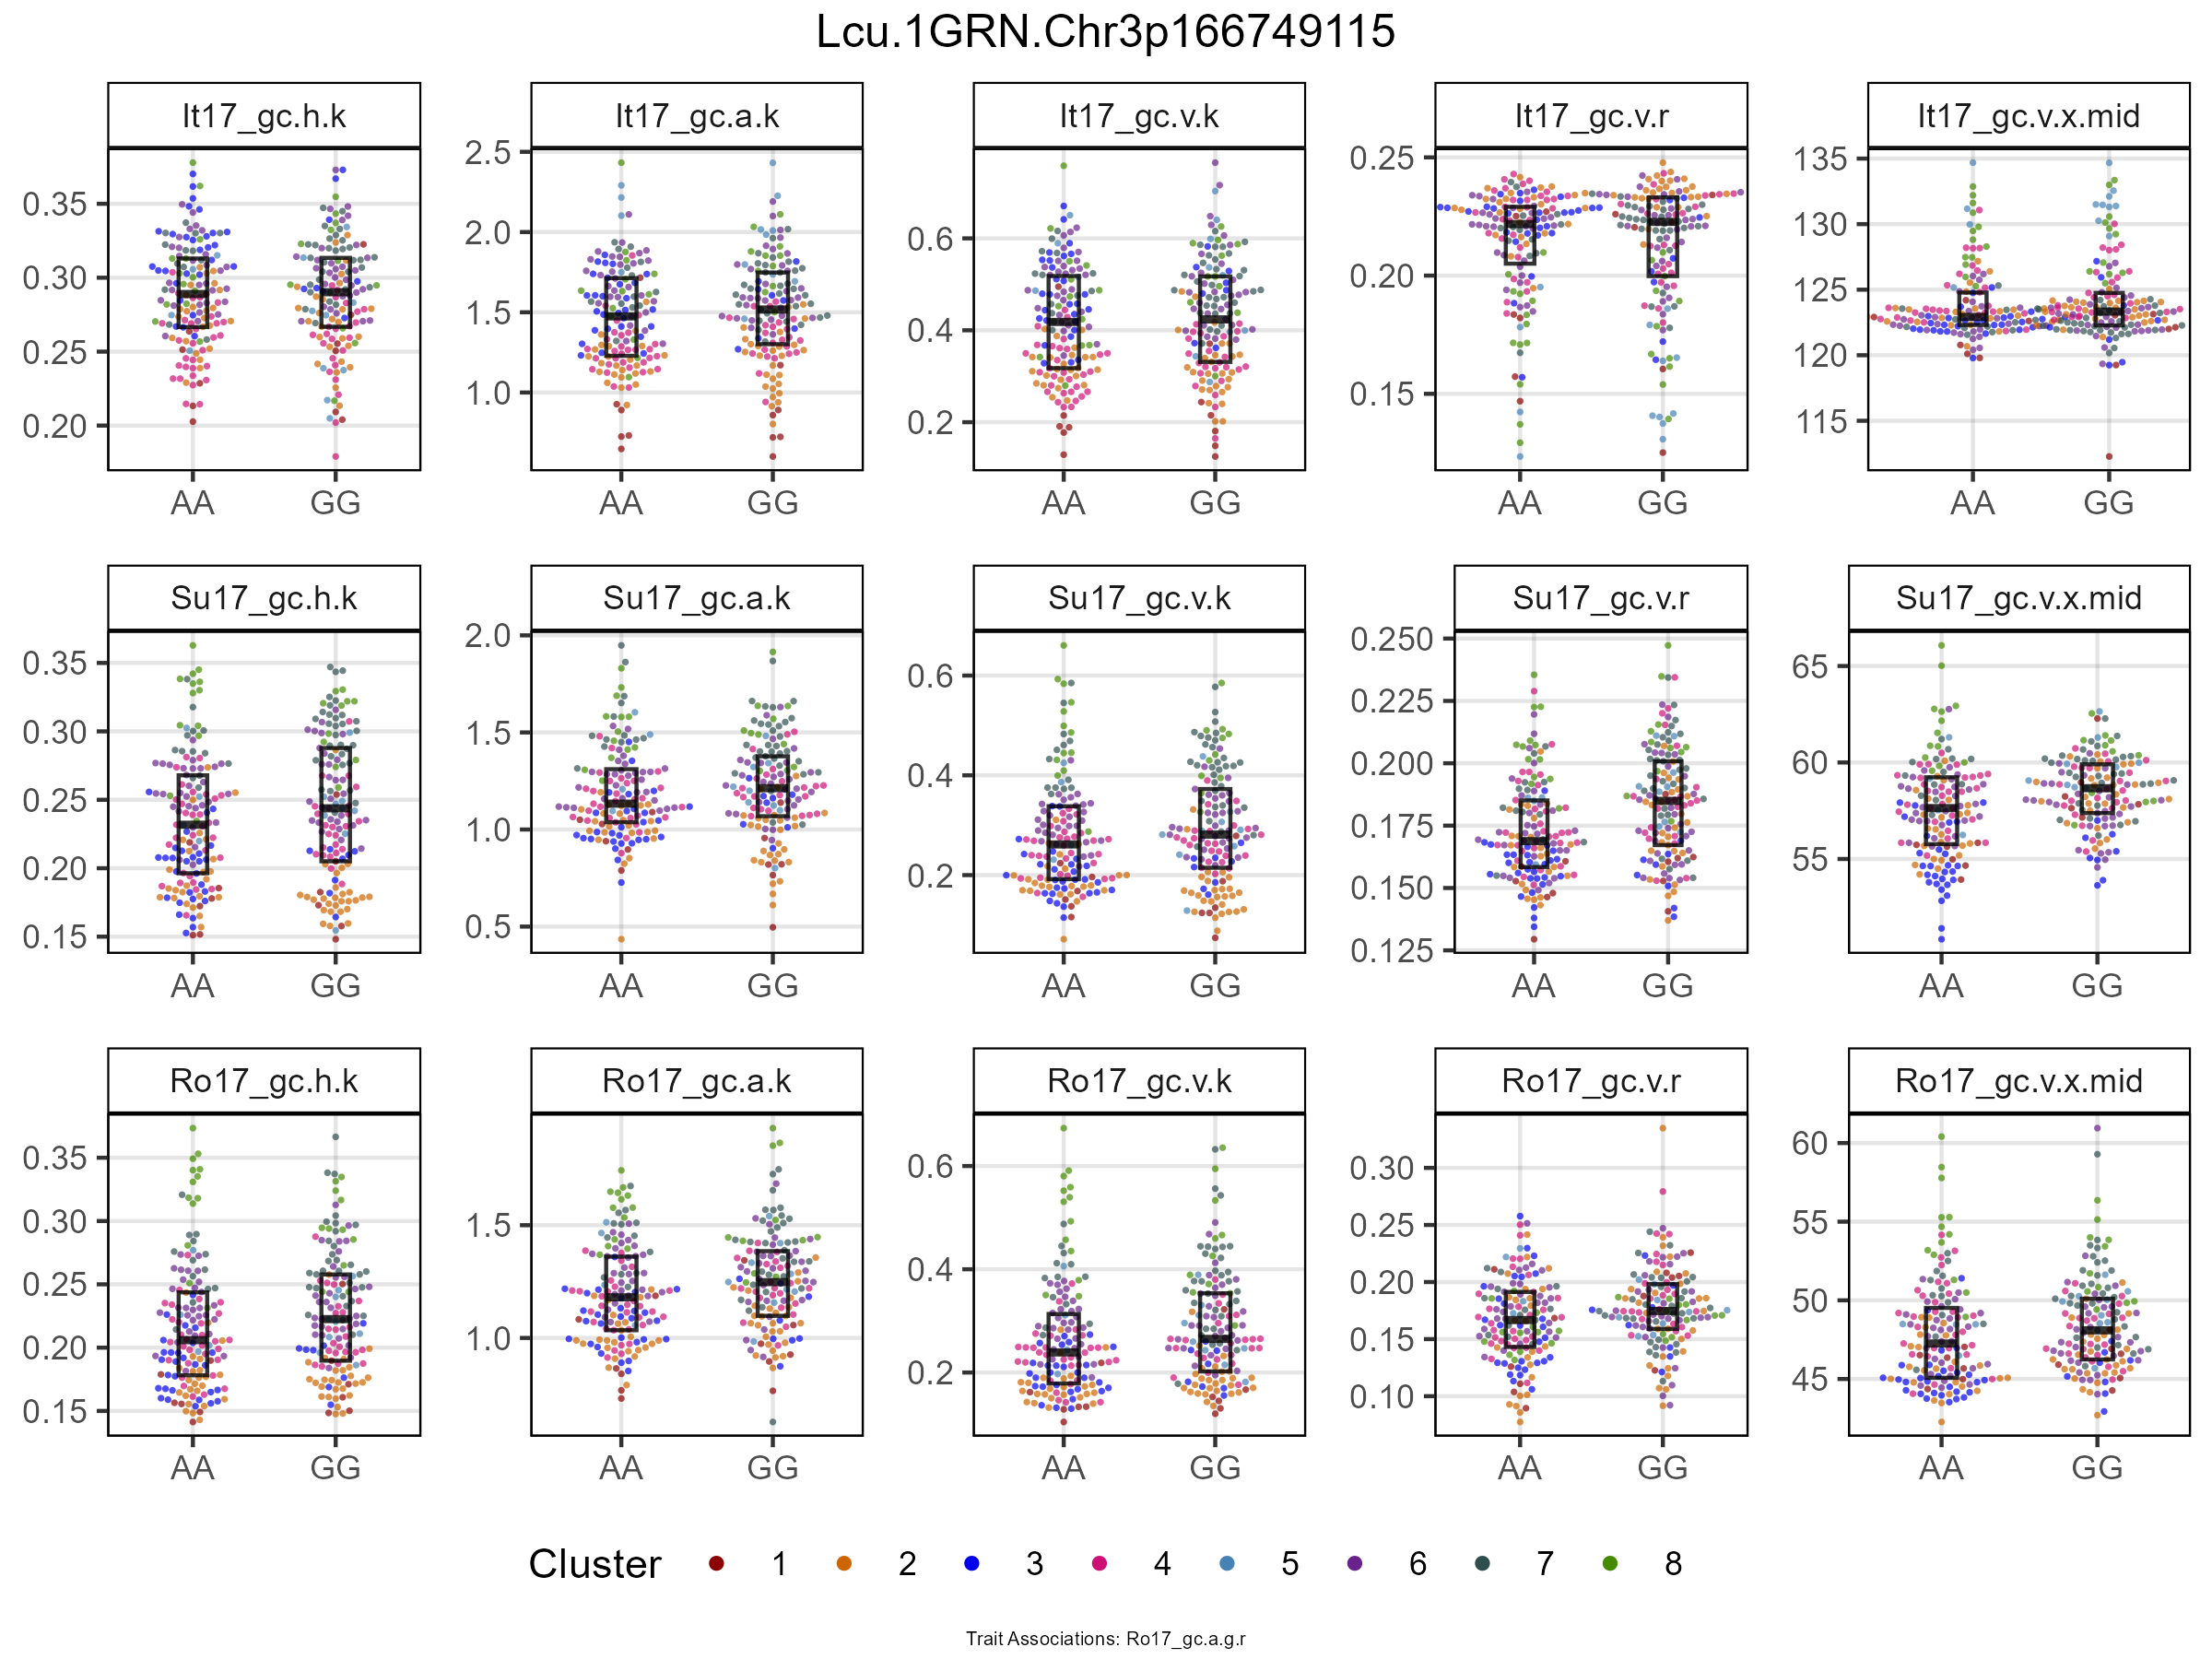 Lcu.1GRN.Chr3p166749115
It17_gc.h.k It17_gc.a.k It17_gc.v.k It17_gc.v.r It17_gc.v.x.mid
0.35 0.30 0.25 0.20
2.5 2.0 1.5 1.0
0.6 0.4 0.2
0.25 0.20 0.15
135 130 125 120 115
AA GG AA GG AA GG AA GG AA GG
Su17_gc.h.k Su17_gc.a.k Su17_gc.v.k Su17_gc.v.r Su17_gc.v.x.mid
0.35 0.30 0.25 0.20 0.15
2.0 1.5 1.0 0.5
0.6 0.4 0.2
0.250 0.225 0.200 0.175 0.150 0.125
65 60 55
AA GG AA GG AA GG AA GG AA GG
Ro17_gc.h.k Ro17_gc.a.k Ro17_gc.v.k Ro17_gc.v.r Ro17_gc.v.x.mid
0.35 0.30 0.25 0.20 0.15
1.5 1.0
0.6 0.4 0.2
0.30 0.25 0.20 0.15 0.10
60 55 50 45
AA GG AA GG AA GG AA GG AA GG
Cluster 1 2 3 4 5 6 7 8
Trait Associations: Ro17_gc.a.g.r